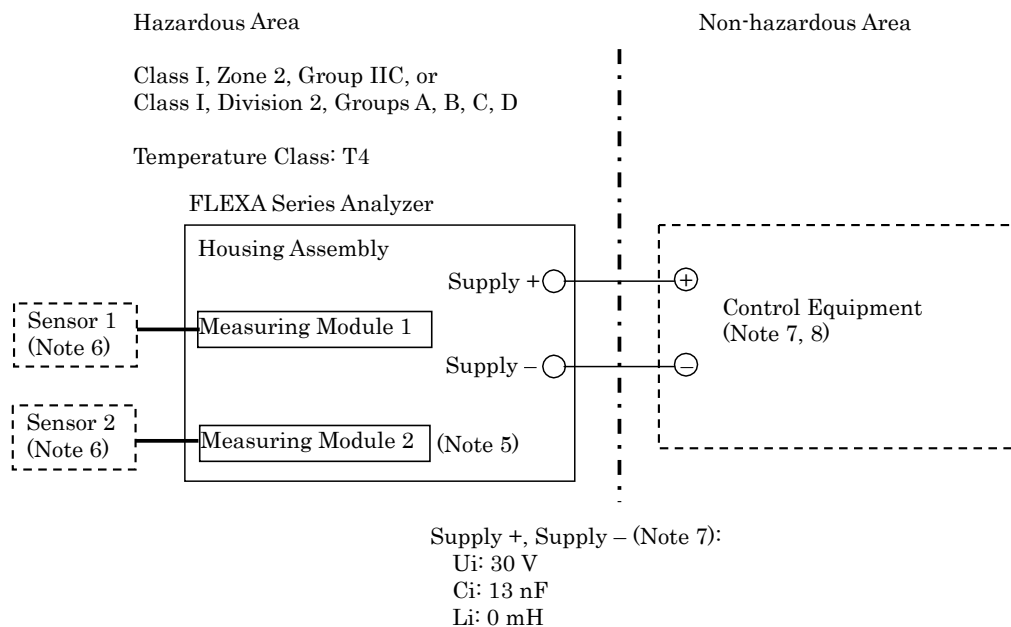 Hazardous Area
Non-hazardous Area
Class I, Zone 2, Group IIC, or
Class I, Division 2, Groups A, B, C, D
Temperature Class: T4
FLEXA Series Analyzer
Housing Assembly
Supply +
+
Control Equipment
(Note 7, 8)
Sensor 1
(Note 6)
Measuring Module 1
Supply –
–
Sensor 2
(Note 6)
Measuring Module 2
(Note 5)
Supply +, Supply – (Note 7):
Ui: 30 V
Ci: 13 nF
Li: 0 mH